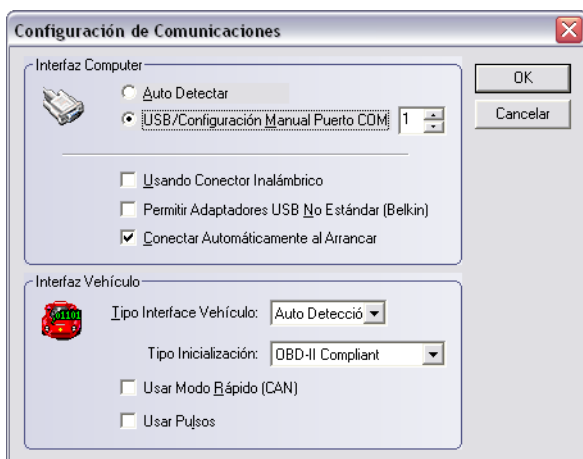 Configuración de Comunicaciones
Interfaz Computer
Auto Detectar
USB/Configuración Manual Puerto COM 1
Usando Conector Inalámbrico
Permitir Adaptadores USB No Estándar (Belkin)
Conectar Automáticamente al Arrancar
OK
Cancelar
Interfaz Vehículo
01101
Tipo Interface Vehículo: Auto Detecció
Tipo Inicialización: OBD-II Compliant
Usar Modo Rápido (CAN)
Usar Pulsos